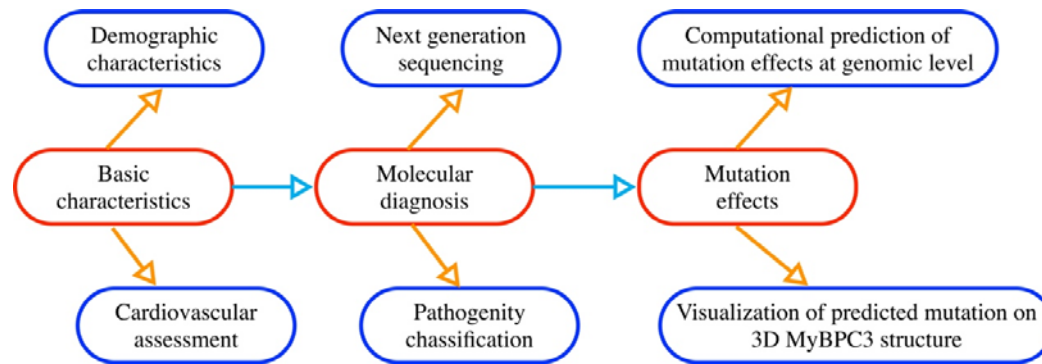 Demographic
characteristics
Next generation
sequencing
Computational prediction of
mutation effects at genomic level
Basic
characteristics
Molecular
diagnosis
Mutation
effects
Cardiovascular
assessment
Pathogenity
chassification
Visualization of predicted mutation on
3D MyBPC3 structure